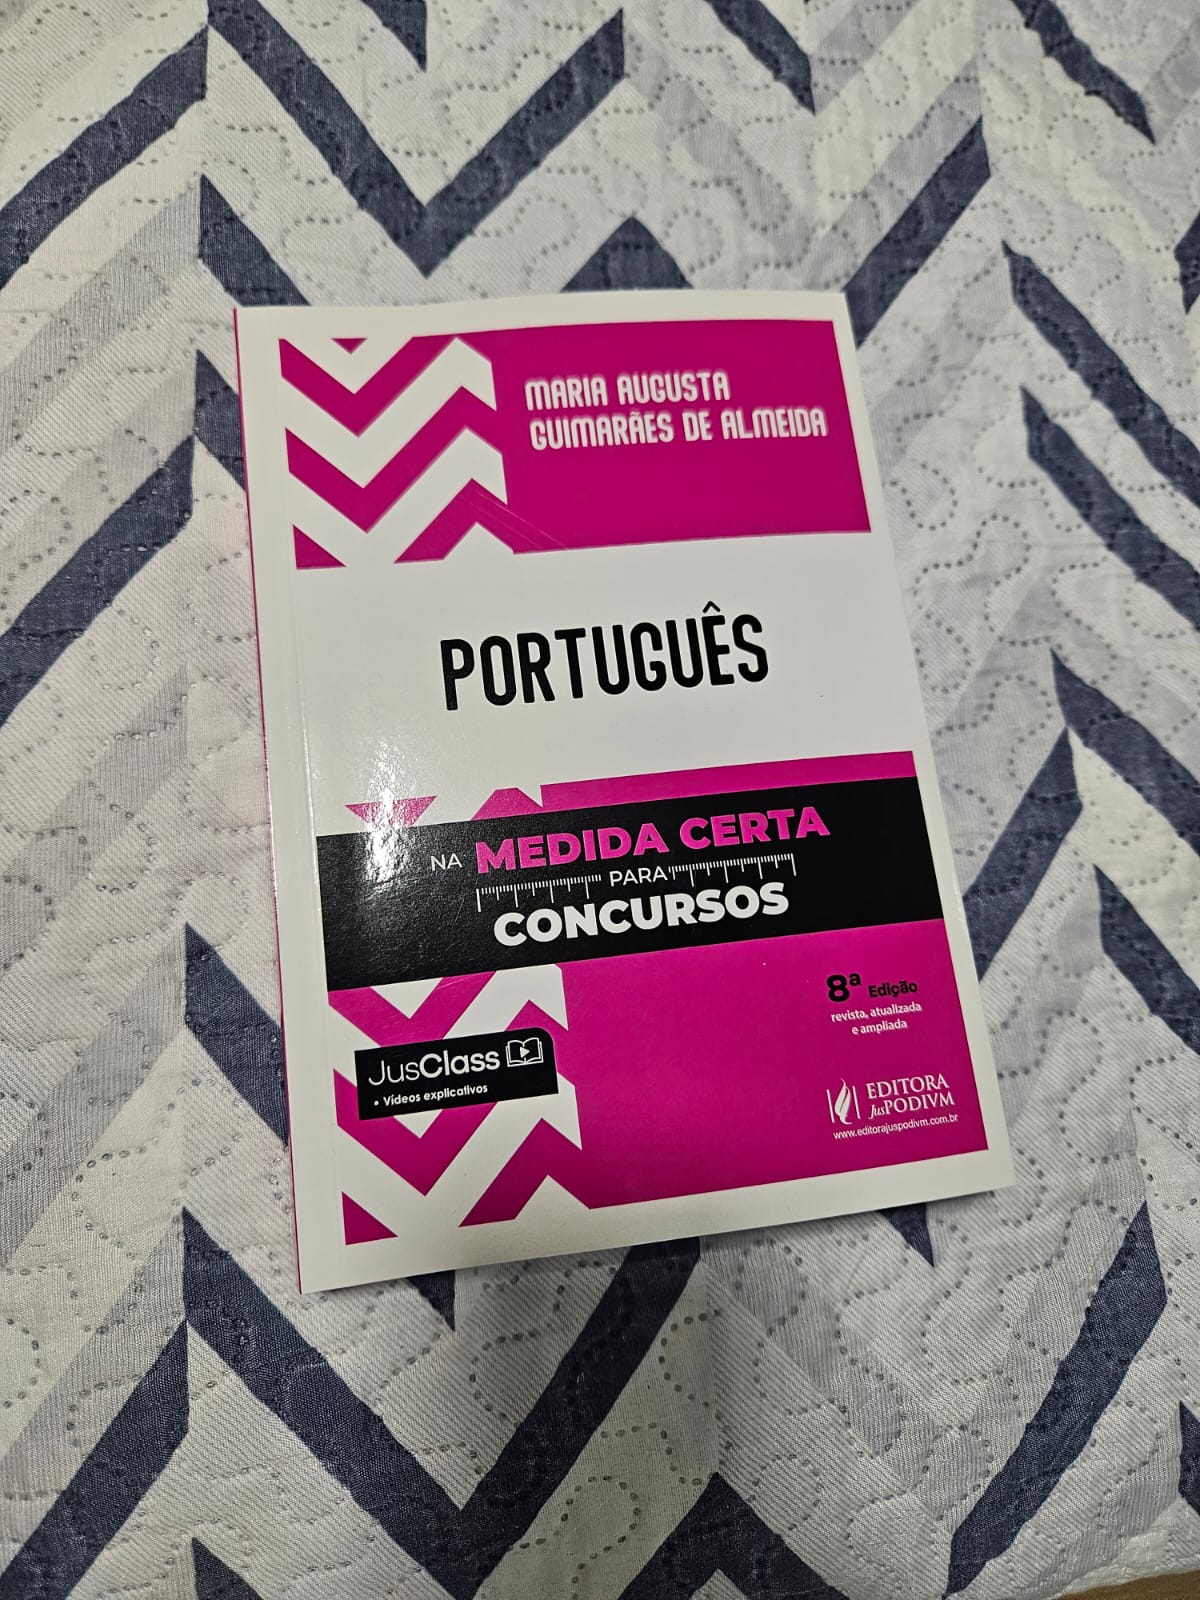 MARIA AUGUSTA
GUIMARÃES DE ALMEIDA
PORTUGUÊS
NA MEDIDA CERTA
PARA
CONCURSOS
8ª Edição
revista, atualizada
e ampliada
JusClass
• Vídeos explicativos
EDITORA
JusPODIVM
www.editorajuspodivm.com.br